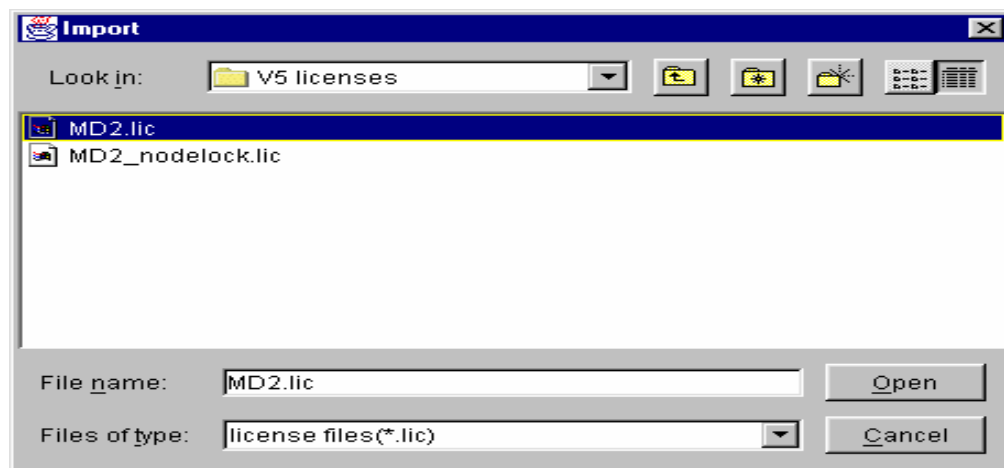 Import
Look in: V5 licenses
MD2.lic
MD2_nodelock.lic
File name: MD2.lic Open
Files of type: license files(*.lic) Cancel